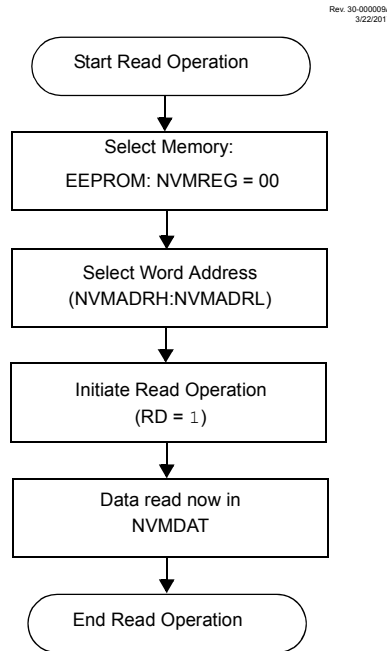 Rev. 30-000009
3/22/201
Start Read Operation
Select Memory:
EEPROM: NVMREG = 00
Select Word Address
(NVMADRH:NVMADRL)
Initiate Read Operation
(RD = 1)
Data read now in
NVMDAT
End Read Operation